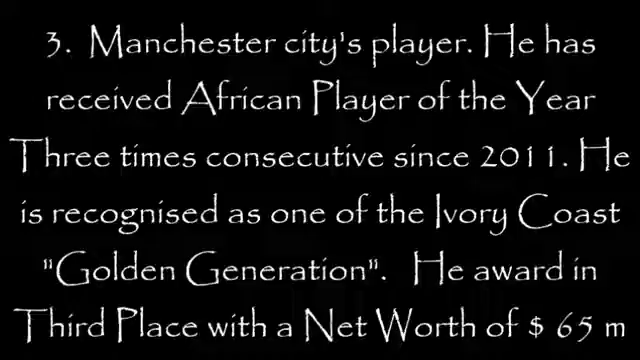 3. Manchester city's player. He has
received African Player of the Year
Three times consecutive since 2011. He
is recognised as one of the Ivory Coast
"Golden Generation". He award in
Third Place with a Net Worth of $ 65 m